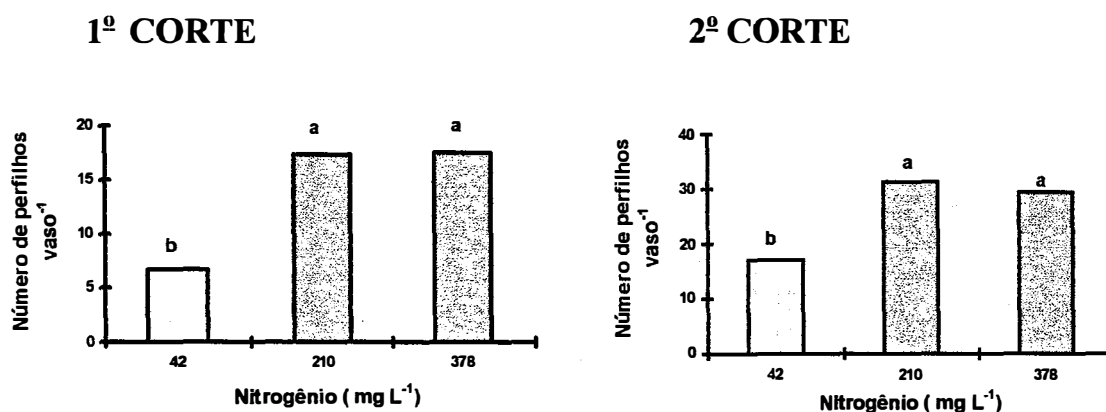 1º CORTE
2º CORTE
Número de perfilhos
vaso⁻¹
20
15
10
5
0
b
a
a
42
210
378
Nitrogênio ( mg L⁻¹)
Número de perfilhos
vaso⁻¹
40
30
20
10
0
b
a
a
42
210
378
Nitrogênio ( mg L⁻¹)